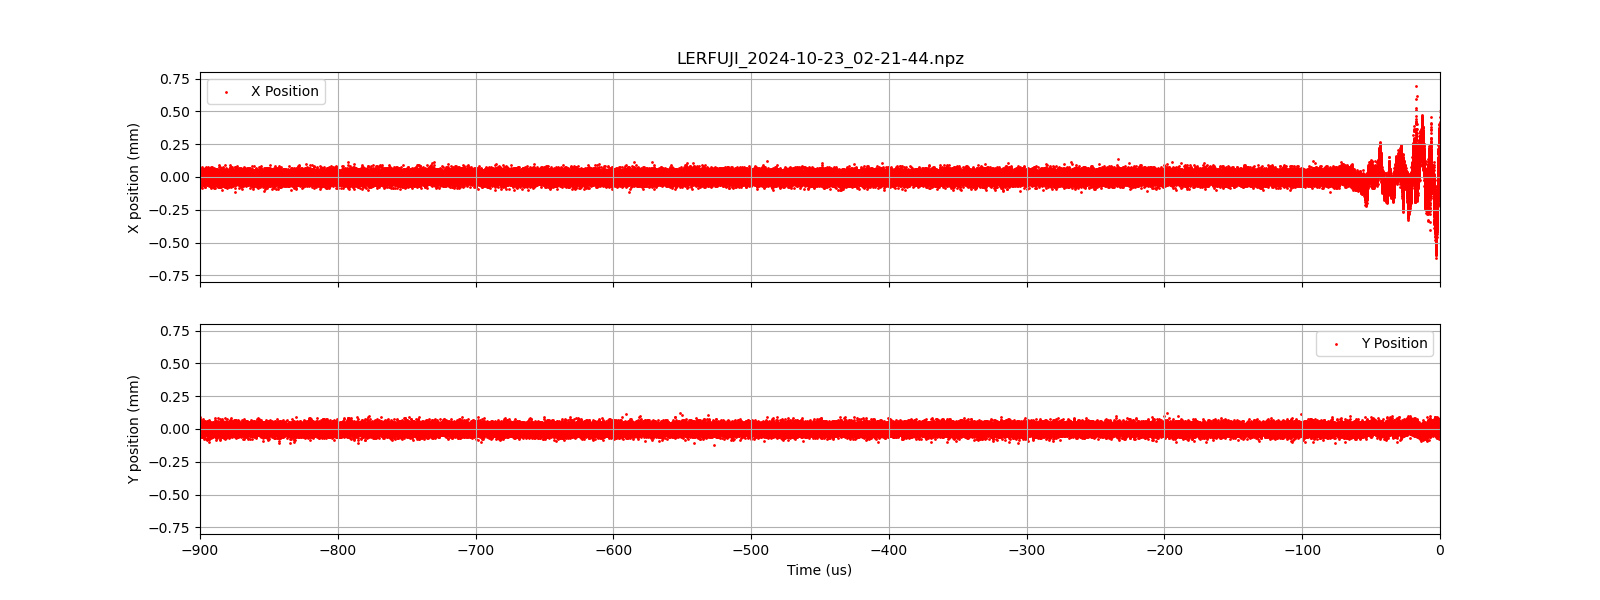 LERFUJI_2024-10-23_02-21-44.npz
X Position
X position (mm)
0.75
0.50
0.25
0.00
−0.25
−0.50
−0.75
Y Position
Y position (mm)
0.75
0.50
0.25
0.00
−0.25
−0.50
−0.75
−900 −800 −700 −600 −500 −400 −300 −200 −100 0
Time (us)